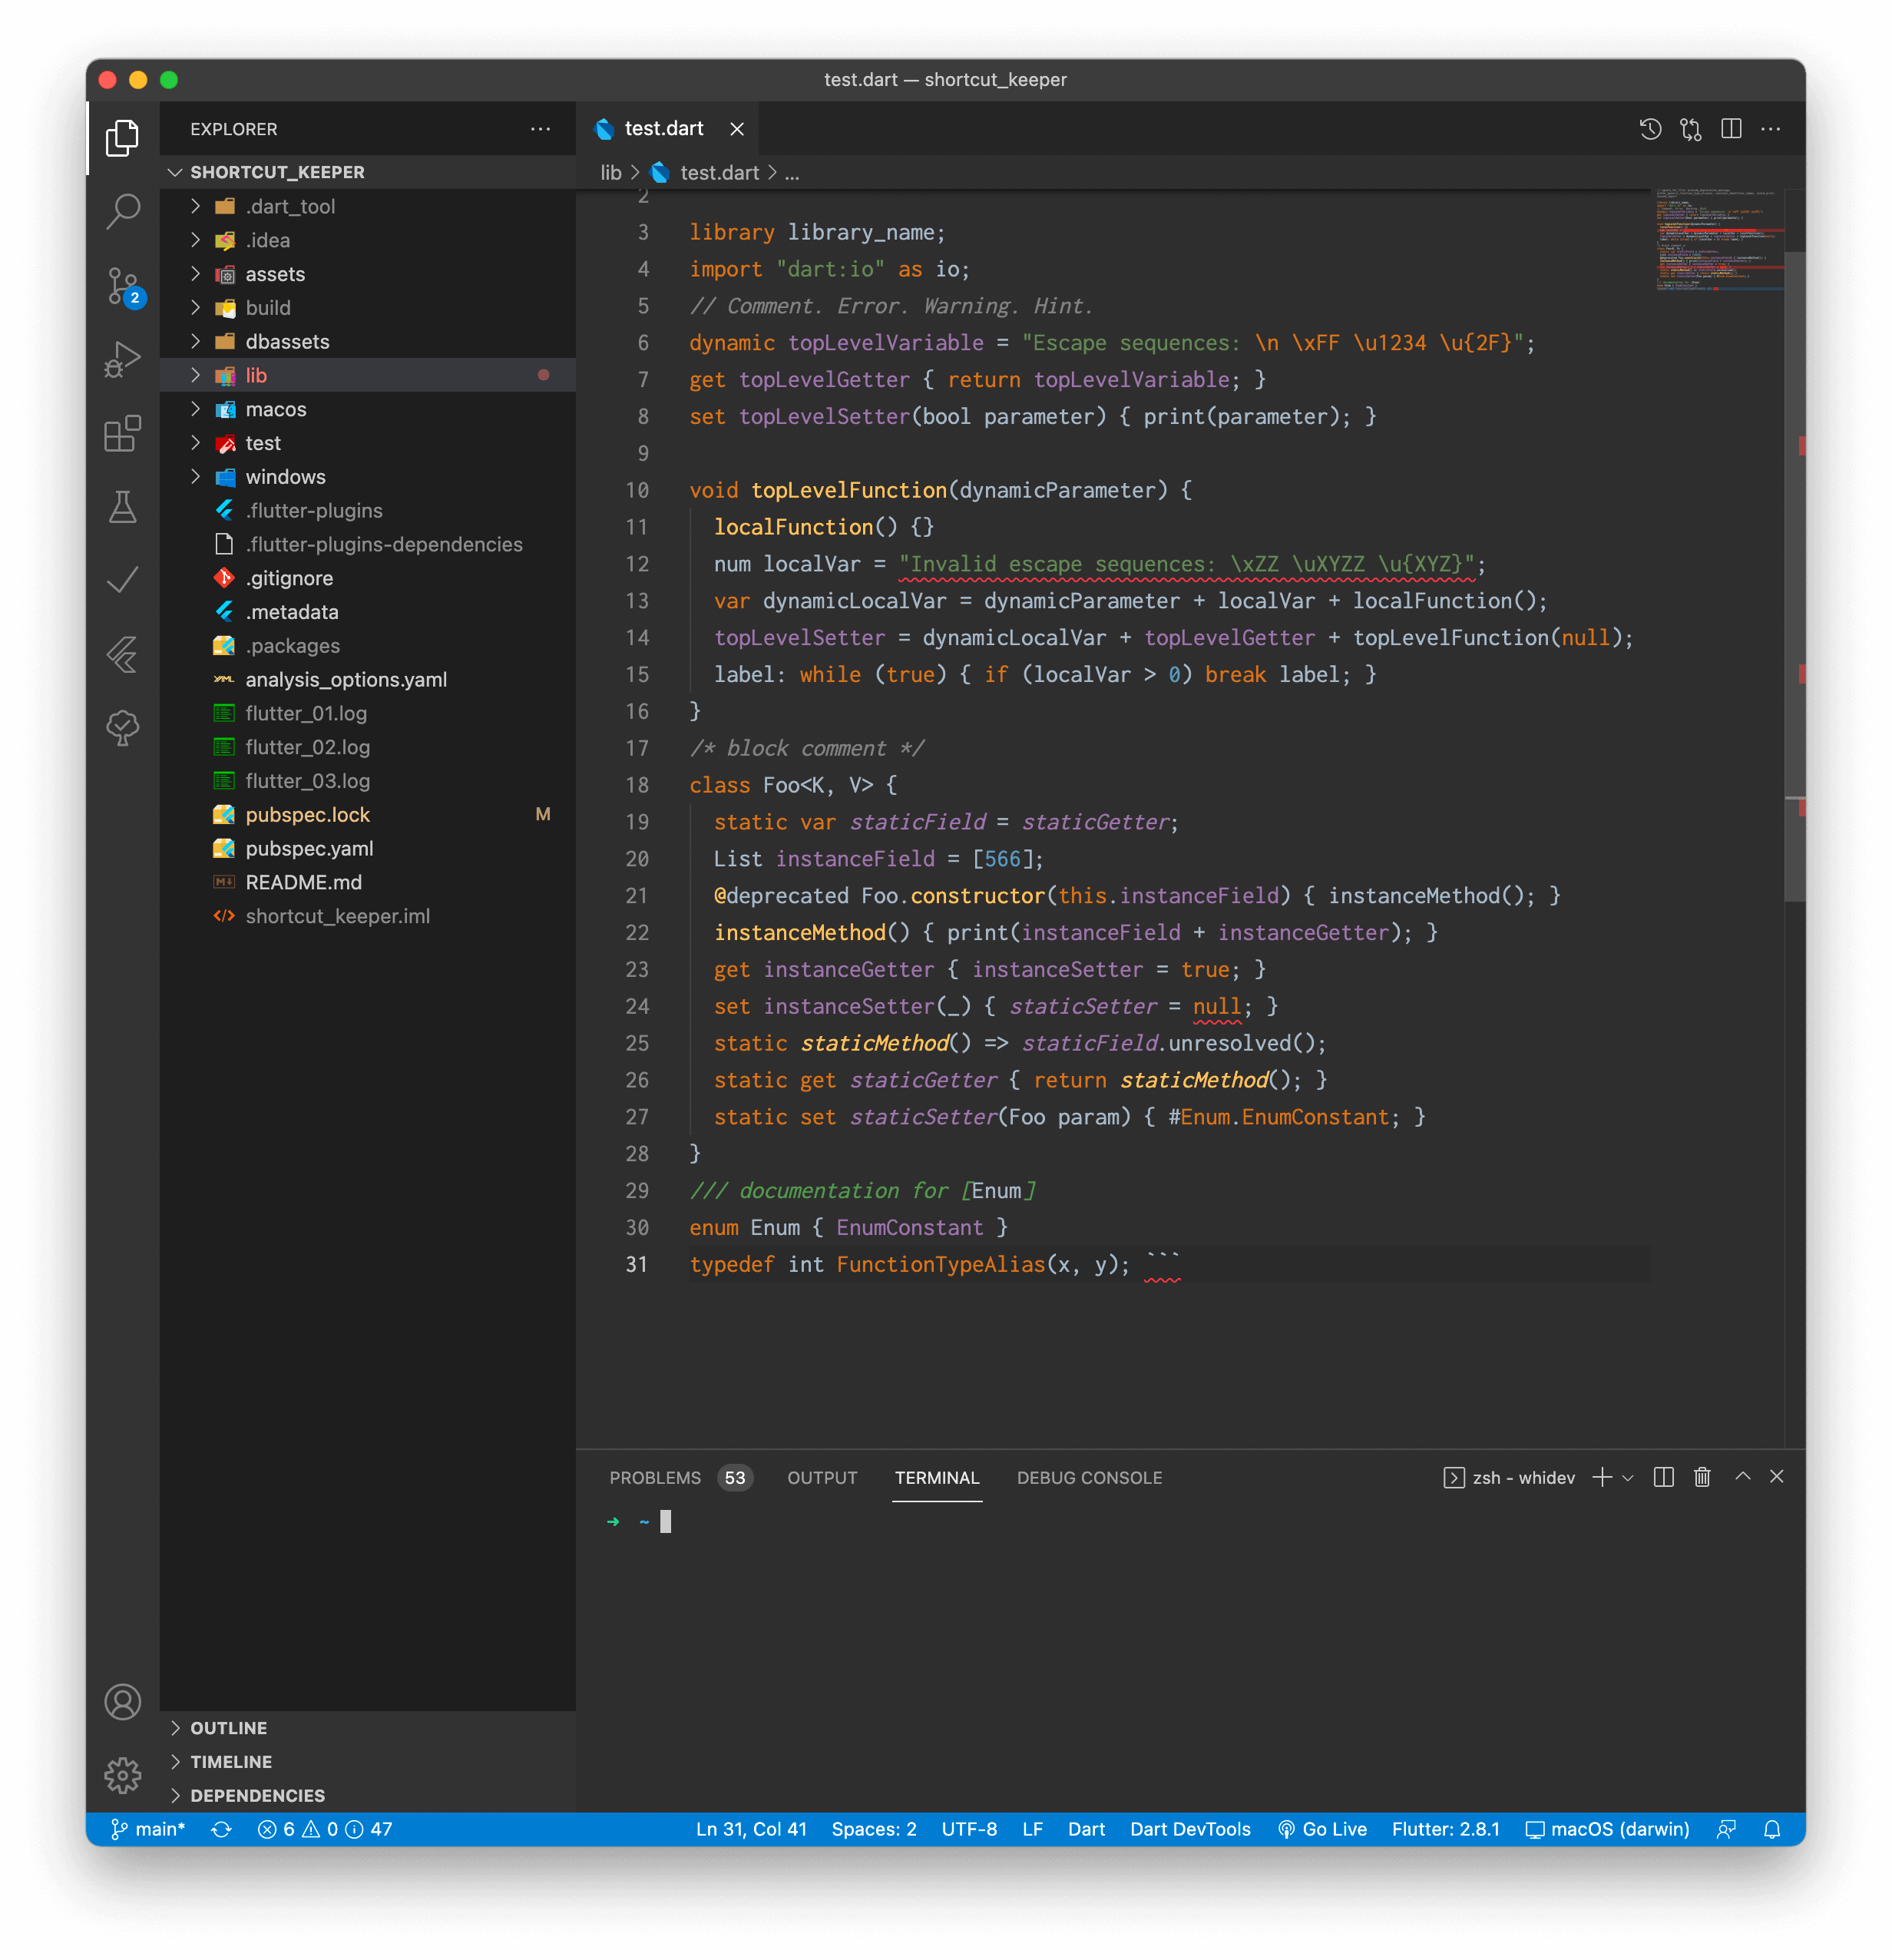 test.dart — shortcut_keeper
EXPLORER
SHORTCUT_KEEPER
.dart_tool
.idea
assets
build
dbassets
lib
macos
test
windows
.flutter-plugins
.flutter-plugins-dependencies
.gitignore
.metadata
.packages
analysis_options.yaml
flutter_01.log
flutter_02.log
flutter_03.log
pubspec.lock M
pubspec.yaml
README.md
shortcut_keeper.iml
OUTLINE
TIMELINE
DEPENDENCIES
2
test.dart
lib > test.dart > ...
2
3 library library_name;
4 import "dart:io" as io;
5 // Comment. Error. Warning. Hint.
6 dynamic topLevelVariable = "Escape sequences: \n \xFF \u1234 \u{2F}";
7 get topLevelGetter { return topLevelVariable; }
8 set topLevelSetter(bool parameter) { print(parameter); }
9
10 void topLevelFunction(dynamicParameter) {
11 localFunction() {}
12 num localVar = "Invalid escape sequences: \xZZ \uXYZZ \u{XYZ}";
13 var dynamicLocalVar = dynamicParameter + localVar + localFunction();
14 topLevelSetter = dynamicLocalVar + topLevelGetter + topLevelFunction(null);
15 label: while (true) { if (localVar > 0) break label; }
16 }
17 /* block comment */
18 class Foo<K, V> {
19 static var staticField = staticGetter;
20 List instanceField = [566];
21 @deprecated Foo.constructor(this.instanceField) { instanceMethod(); }
22 instanceMethod() { print(instanceField + instanceGetter); }
23 get instanceGetter { instanceSetter = true; }
24 set instanceSetter(_) { staticSetter = null; }
25 static staticMethod() => staticField.unresolved();
26 static get staticGetter { return staticMethod(); }
27 static set staticSetter(Foo param) { #Enum.EnumConstant; }
28 }
29 /// documentation for [Enum]
30 enum Enum { EnumConstant }
31 typedef int FunctionTypeAlias(x, y); ```
PROBLEMS 53 OUTPUT TERMINAL DEBUG CONSOLE zsh - whidev
➜ ~
main* 6 0 47 Ln 31, Col 41 Spaces: 2 UTF-8 LF Dart Dart DevTools Go Live Flutter: 2.8.1 macOS (darwin)